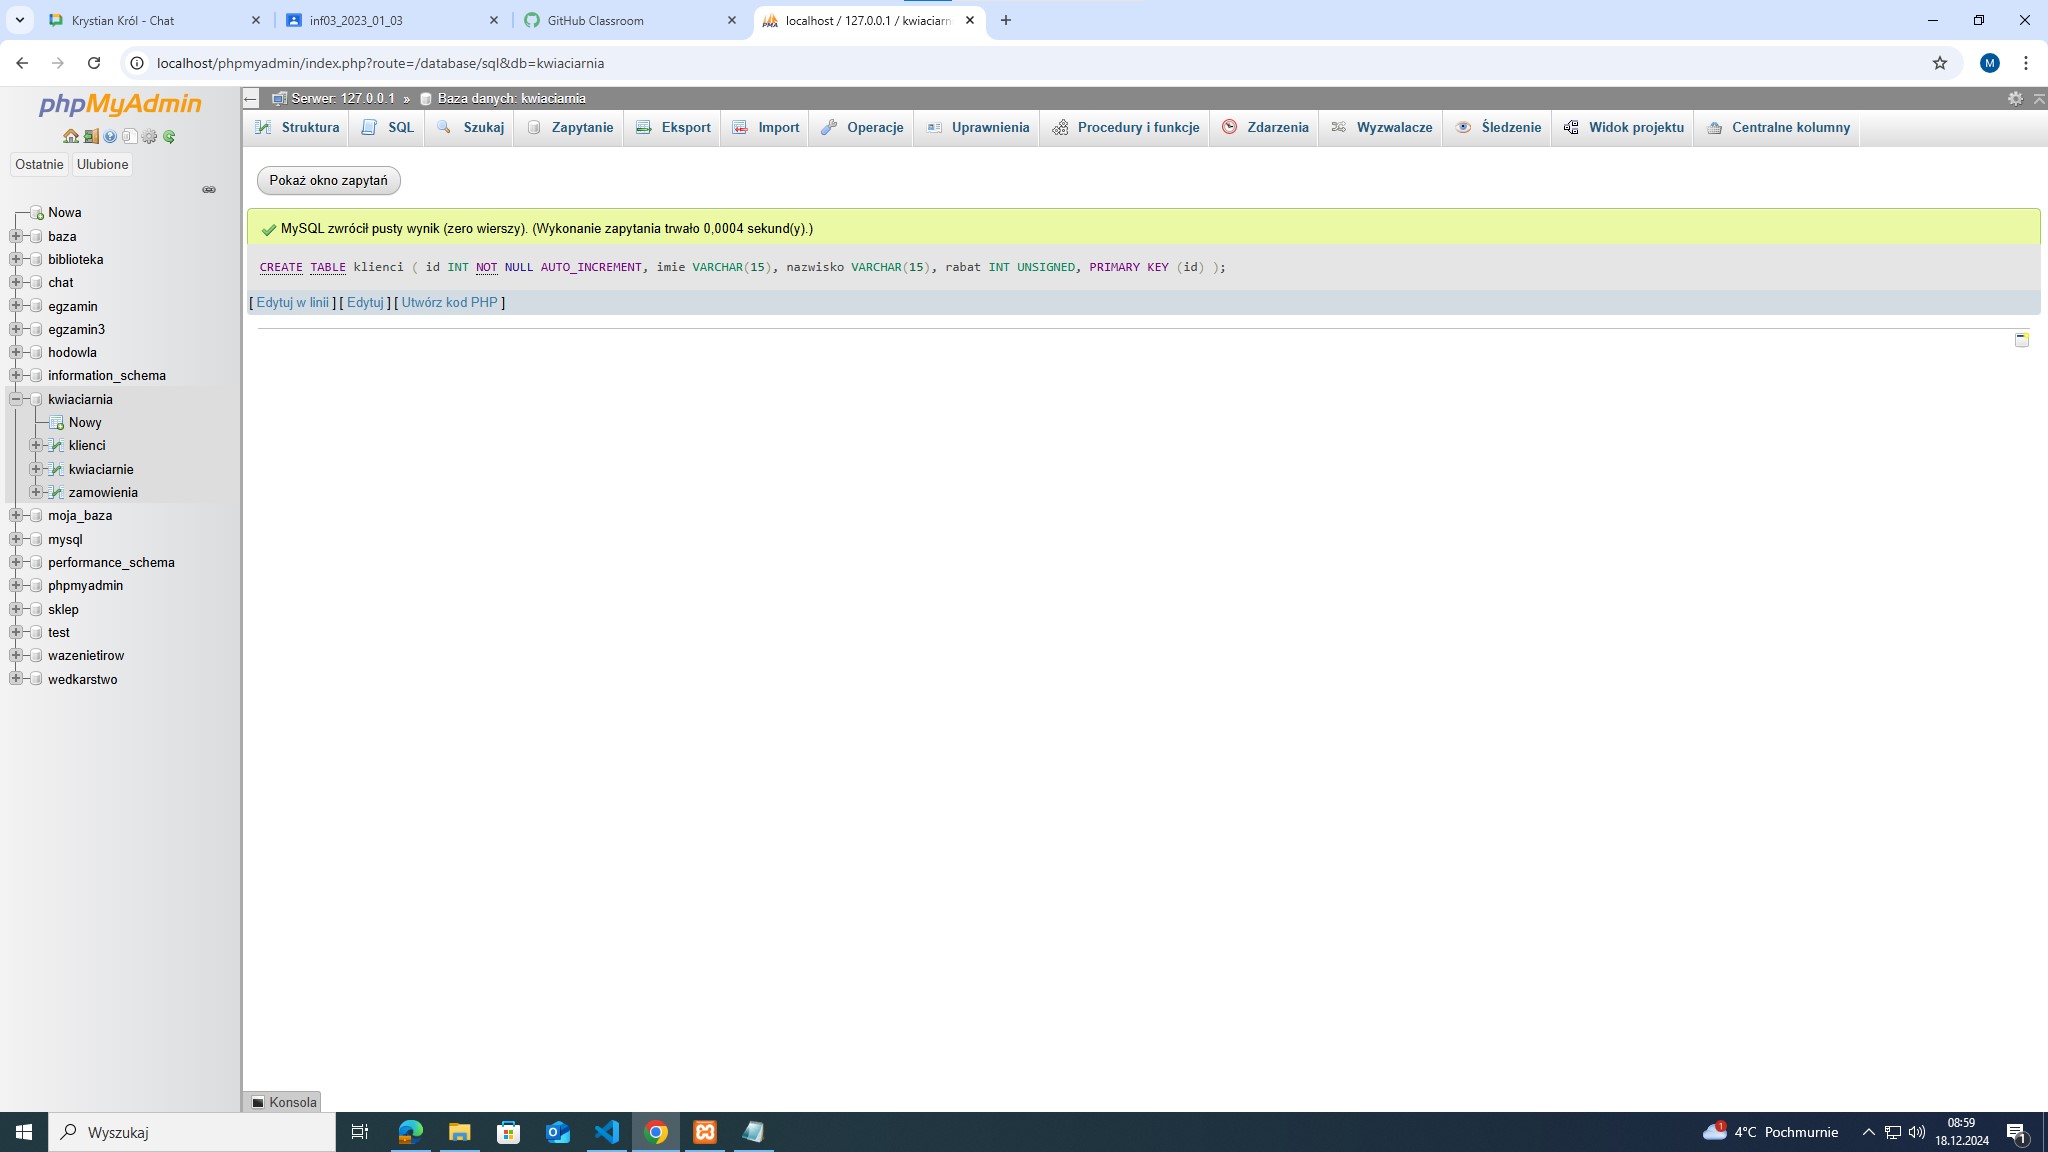 Krystian Król - Chat
inf03_2023_01_03
GitHub Classroom
localhost / 127.0.0.1 / kwiaciarn
localhost/phpmyadmin/index.php?route=/database/sql&db=kwiaciarnia
M
phpMyAdmin
Ostatnie
Ulubione
Nowa
baza
biblioteka
chat
egzamin
egzamin3
hodowla
information_schema
kwiaciarnia
Nowy
klienci
kwiaciarnie
zamowienia
moja_baza
mysql
performance_schema
phpmyadmin
sklep
test
wazenietirow
wedkarstwo
Serwer: 127.0.0.1 » Baza danych: kwiaciarnia
Struktura
SQL
Szukaj
Zapytanie
Eksport
Import
Operacje
Uprawnienia
Procedury i funkcje
Zdarzenia
Wyzwalacze
Śledzenie
Widok projektu
Centralne kolumny
Pokaż okno zapytań
MySQL zwrócił pusty wynik (zero wierszy). (Wykonanie zapytania trwało 0,0004 sekund(y).)
CREATE TABLE klienci ( id INT NOT NULL AUTO_INCREMENT, imie VARCHAR(15), nazwisko VARCHAR(15), rabat INT UNSIGNED, PRIMARY KEY (id) );
[ Edytuj w linii ] [ Edytuj ] [ Utwórz kod PHP ]
Konsola
Wyszukaj
1
4°C Pochmurnie
08:59
18.12.2024
1